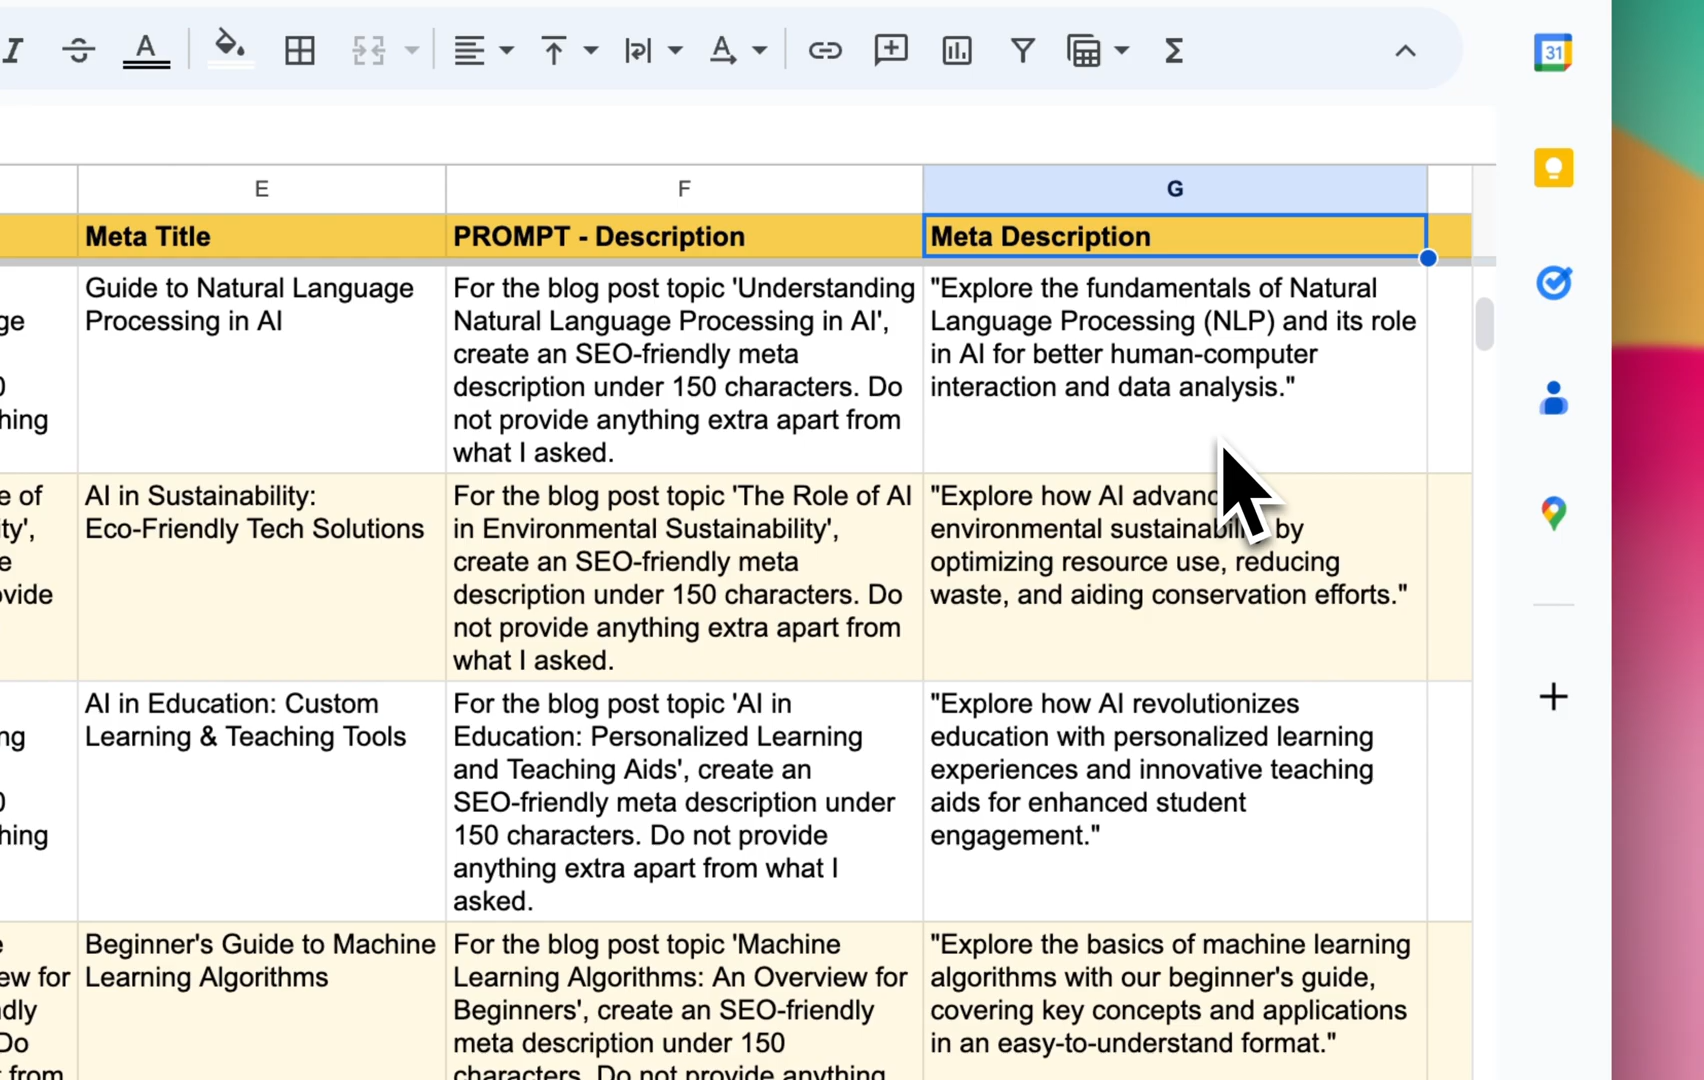 31
E
F
G
Meta Title
PROMPT - Description
Meta Description
Guide to Natural Language
Processing in AI
For the blog post topic 'Understanding
Natural Language Processing in AI',
create an SEO-friendly meta
description under 150 characters. Do
not provide anything extra apart from
what I asked.
"Explore the fundamentals of Natural
Language Processing (NLP) and its role
in AI for better human-computer
interaction and data analysis."
e of
ty',
e
AI in Sustainability:
Eco-Friendly Tech Solutions
For the blog post topic 'The Role of AI
in Environmental Sustainability',
create an SEO-friendly meta
description under 150 characters. Do
not provide anything extra apart from
what I asked.
"Explore how AI advanc
environmental sustainabili by
optimizing resource use, reducing
waste, and aiding conservation efforts."
AI in Education: Custom
Learning & Teaching Tools
For the blog post topic 'AI in
Education: Personalized Learning
and Teaching Aids', create an
SEO-friendly meta description under
150 characters. Do not provide
anything extra apart from what I
asked.
"Explore how AI revolutionizes
education with personalized learning
experiences and innovative teaching
aids for enhanced student
engagement."
Beginner's Guide to Machine
Learning Algorithms
For the blog post topic 'Machine
Learning Algorithms: An Overview for
Beginners', create an SEO-friendly
meta description under 150
characters. Do not provide anything
"Explore the basics of machine learning
algorithms with our beginner's guide,
covering key concepts and applications
in an easy-to-understand format."